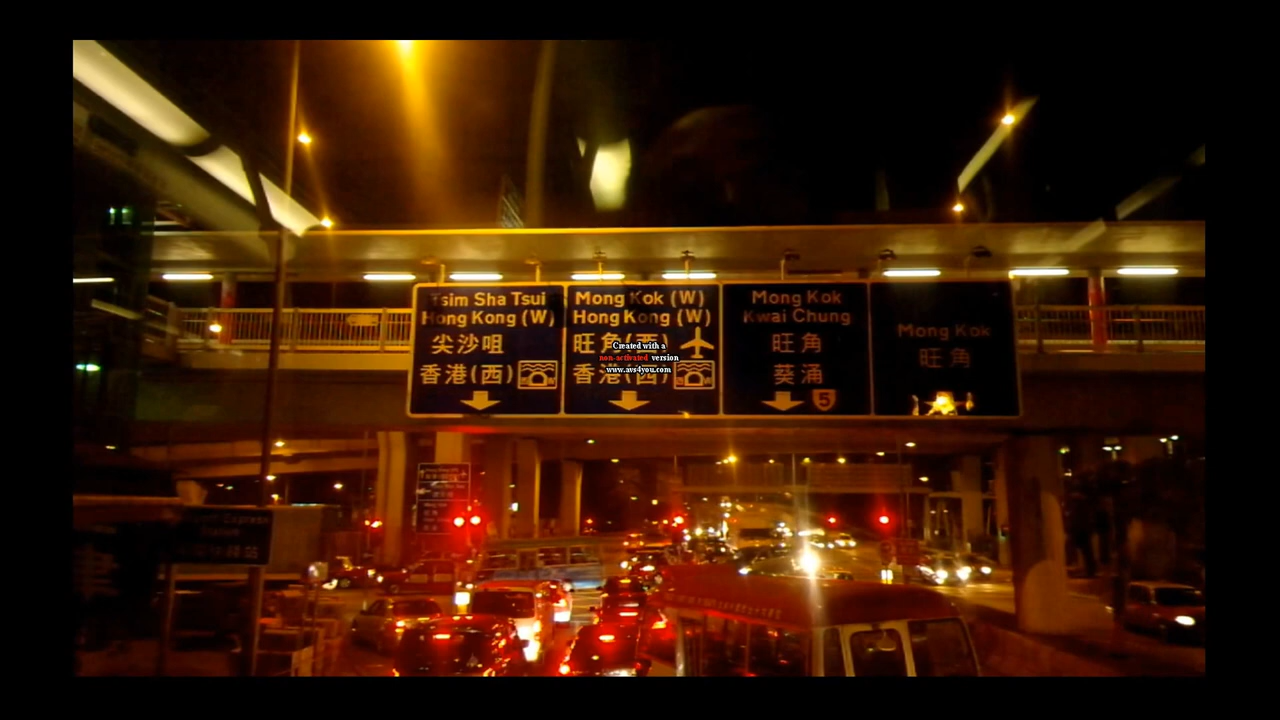 Tsim Sha Tsui
Hong Kong (W)
尖沙咀
香港(西)
Mong Kok (W)
Hong Kong (W)
旺角(西)
香港(西)
Mong Kok
Kwai Chung
旺角
葵涌
5
Mong Kok
旺角
Created with a
non-activated version
www.avs4you.com